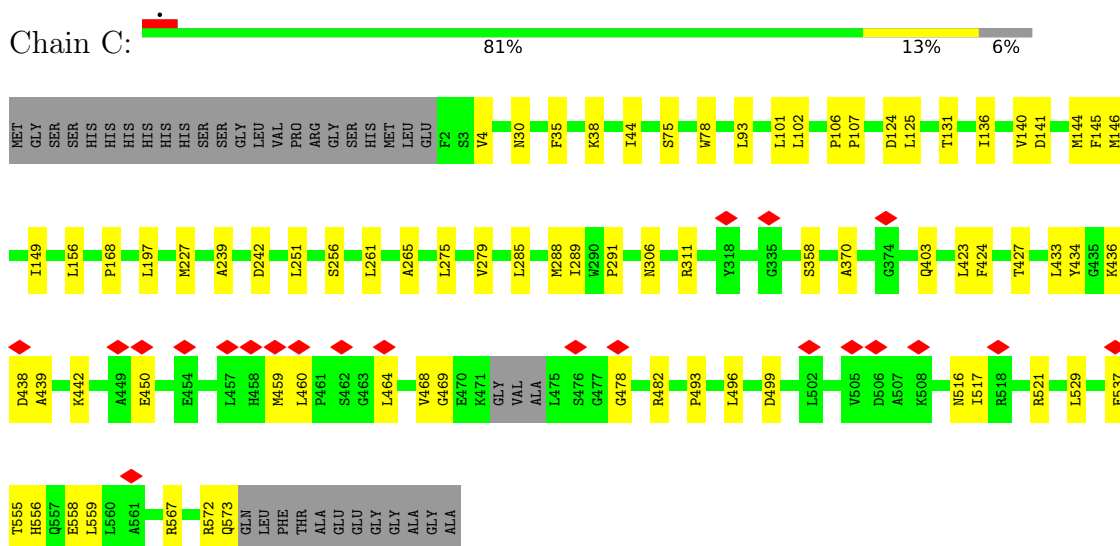 Chain C:
81% 13% 6%
MET GLY SER SER HIS HIS HIS HIS HIS HIS SER SER GLY LEU VAL PRO ARG GLY SER HIS MET LEU GLU F2 S3 V4 N30 F35 K38 I44 S75 W78 L93 L101 L102 P106 P107 D124 L125 T131 I136 V140 D141 M144 F145 M146
I149 L156 P168 L197 M227 A239 D242 L251 S256 L261 A265 L275 V279 L285 M288 I289 W290 P291 N306 R311 Y318 G335 S358 A370 G374 Q403 L423 F424 T427 L433 Y434 G435 K436
D438 A439 K442 A449 E450 E454 L457 H458 M459 L460 P461 S462 G463 L464 V468 G469 E470 K471 GLY VAL ALA L475 S476 G477 G478 R482 P493 L496 D499 L502 V505 D506 A507 K508 N516 I517 R518 R521 L529 E537
T555 H556 Q557 E558 L559 L560 A561 R567 R572 Q573 GLN LEU PHE THR ALA GLU GLU GLY GLY ALA GLY ALA